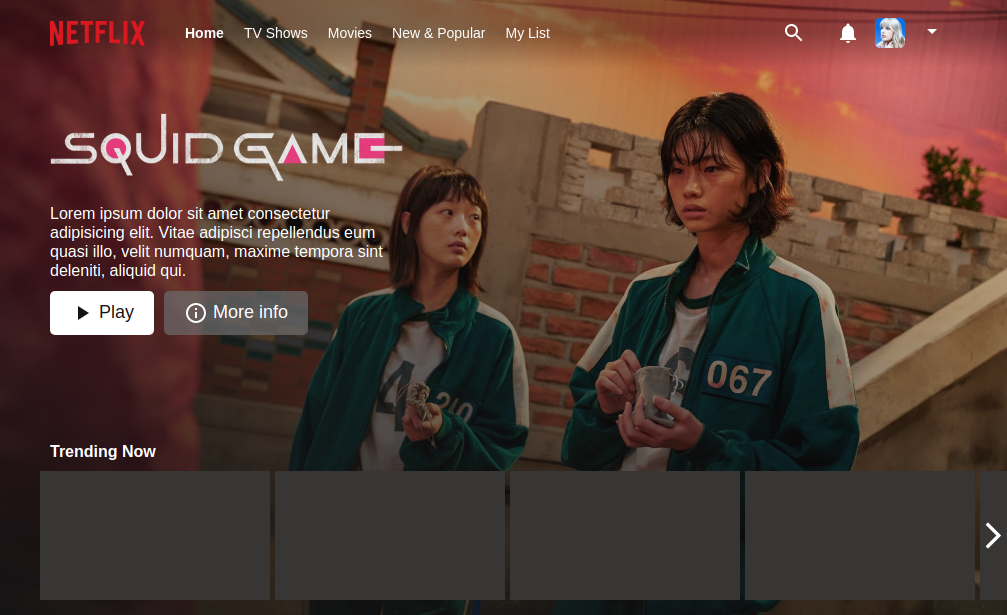 NETFLIX
Home TV Shows Movies New & Popular My List
SQUID GAME
Lorem ipsum dolor sit amet consectetur
adipisicing elit. Vitae adipisci repellendus eum
quasi illo, velit numquam, maxime tempora sint
deleniti, aliquid qui.
Play More info
067
240
Trending Now